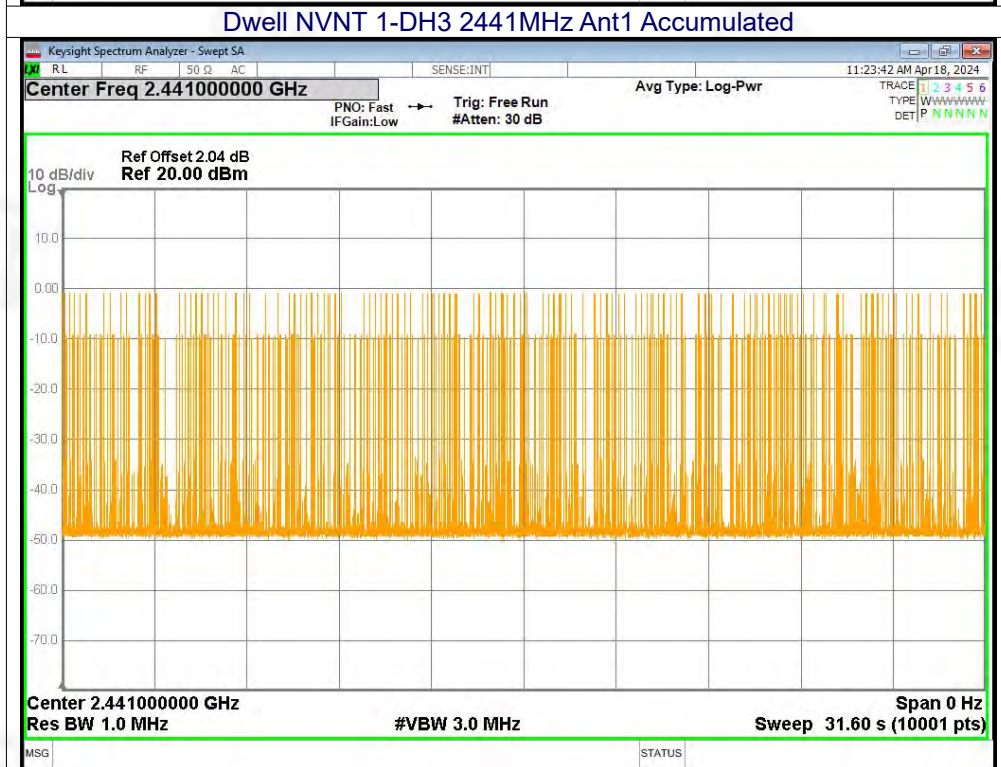 Dwell NVNT 1-DH3 2441MHz Ant1 Accumulated
Keysight Spectrum Analyzer - Swept SA
LXI RL RF 50 Ω AC SENSE:INT 11:23:42 AM Apr 18, 2024
Center Freq 2.441000000 GHz
PNO: Fast Trig: Free Run Avg Type: Log-Pwr TRACE 1 2 3 4 5 6
IFGain:Low #Atten: 30 dB TYPE WWWWWW
DET P N N N N N
Ref Offset 2.04 dB
10 dB/div Ref 20.00 dBm
Log
10.0
0.00
-10.0
-20.0
-30.0
-40.0
-50.0
-60.0
-70.0
Center 2.441000000 GHz Span 0 Hz
Res BW 1.0 MHz #VBW 3.0 MHz Sweep 31.60 s (10001 pts)
MSG STATUS